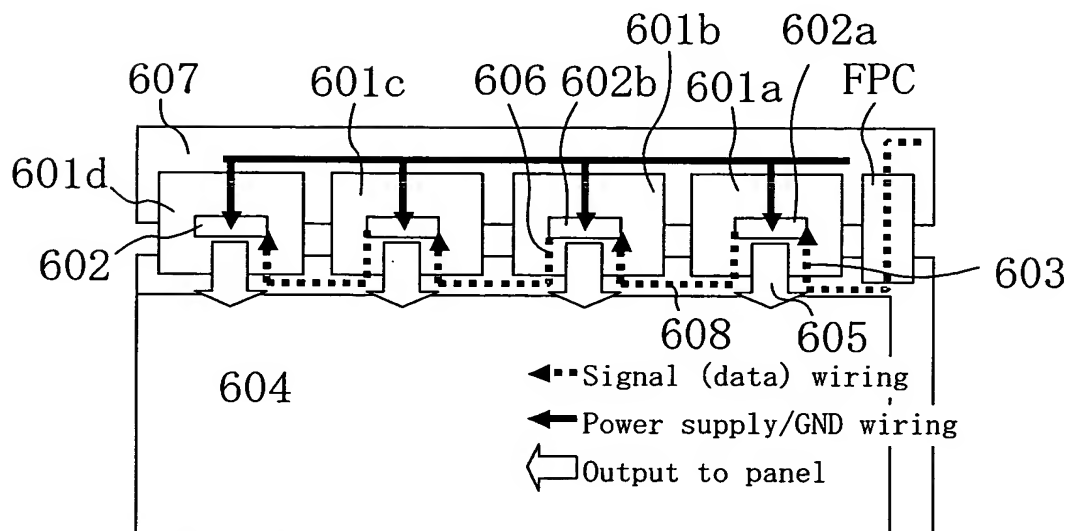 601b
602a
607
601c
606
602b
601a
FPC
601d
602
603
608
605
604
Signal (data) wiring
Power supply/GND wiring
Output to panel